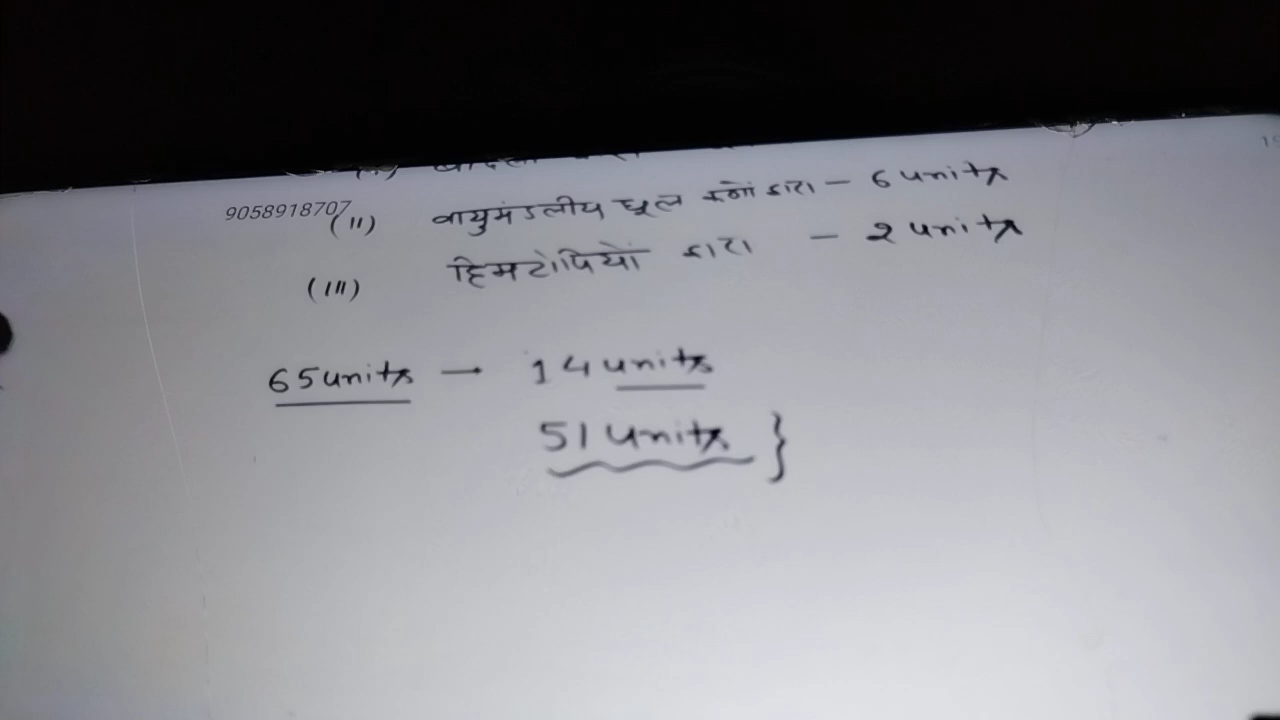 9058918707
(II) वायुमंडलीय धूल कणों द्वारा - 6 units
(III) हिमटोपियों द्वारा - 2 units
65 units - 14 units
51 units }